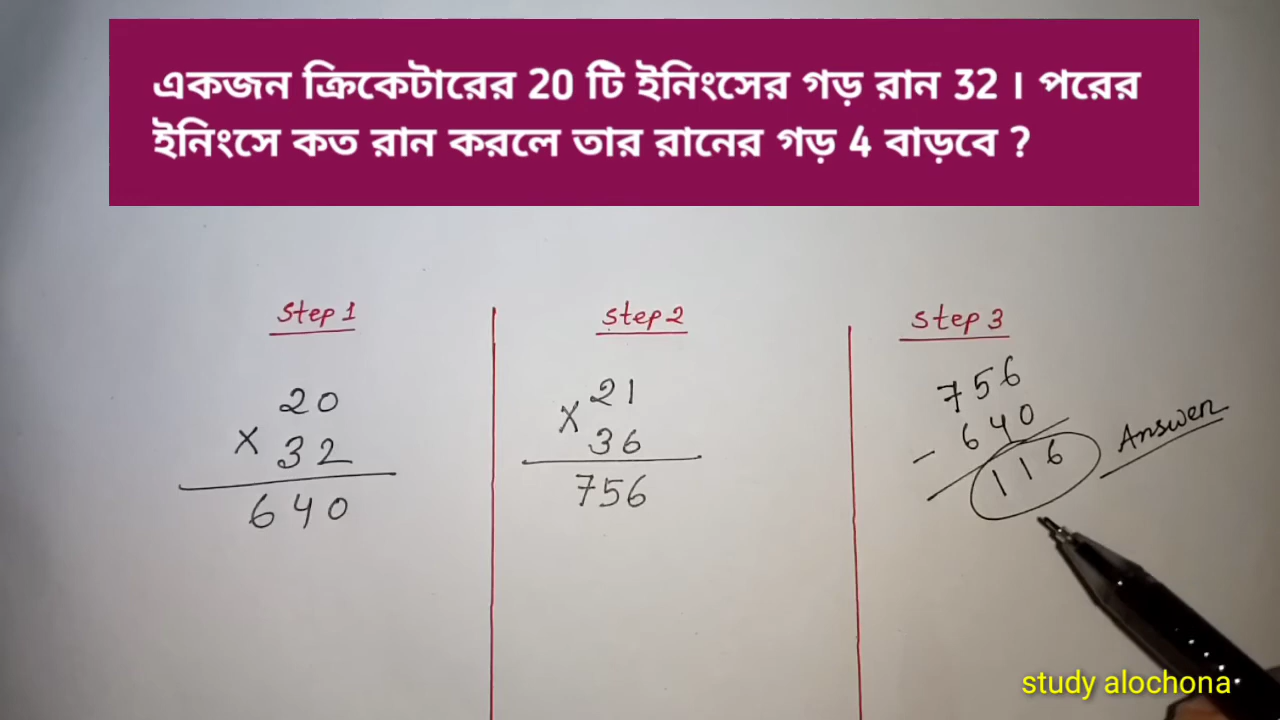 একজন ক্রিকেটারের 20 টি ইনিংসের গড় রান 32 । পরের
ইনিংসে কত রান করলে তার রানের গড় 4 বাড়বে ?
Step 1
20
× 32
640
Step 2
21
× 36
756
Step 3
756
- 640
116
Answer
study alochona